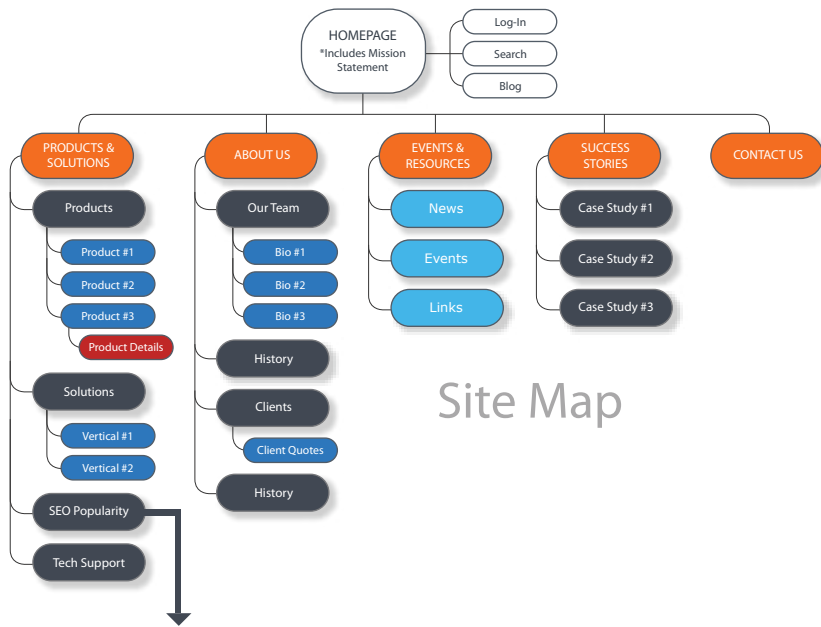 HOMEPAGE
*Includes Mission
Statement
Log-In
Search
Blog
PRODUCTS &
SOLUTIONS
Products
Product #1
Product #2
Product #3
Product Details
Solutions
Vertical #1
Vertical #2
SEO Popularity
Tech Support
ABOUT US
Our Team
Bio #1
Bio #2
Bio #3
History
Clients
Client Quotes
History
EVENTS &
RESOURCES
News
Events
Links
SUCCESS
STORIES
Case Study #1
Case Study #2
Case Study #3
CONTACT US
Site Map